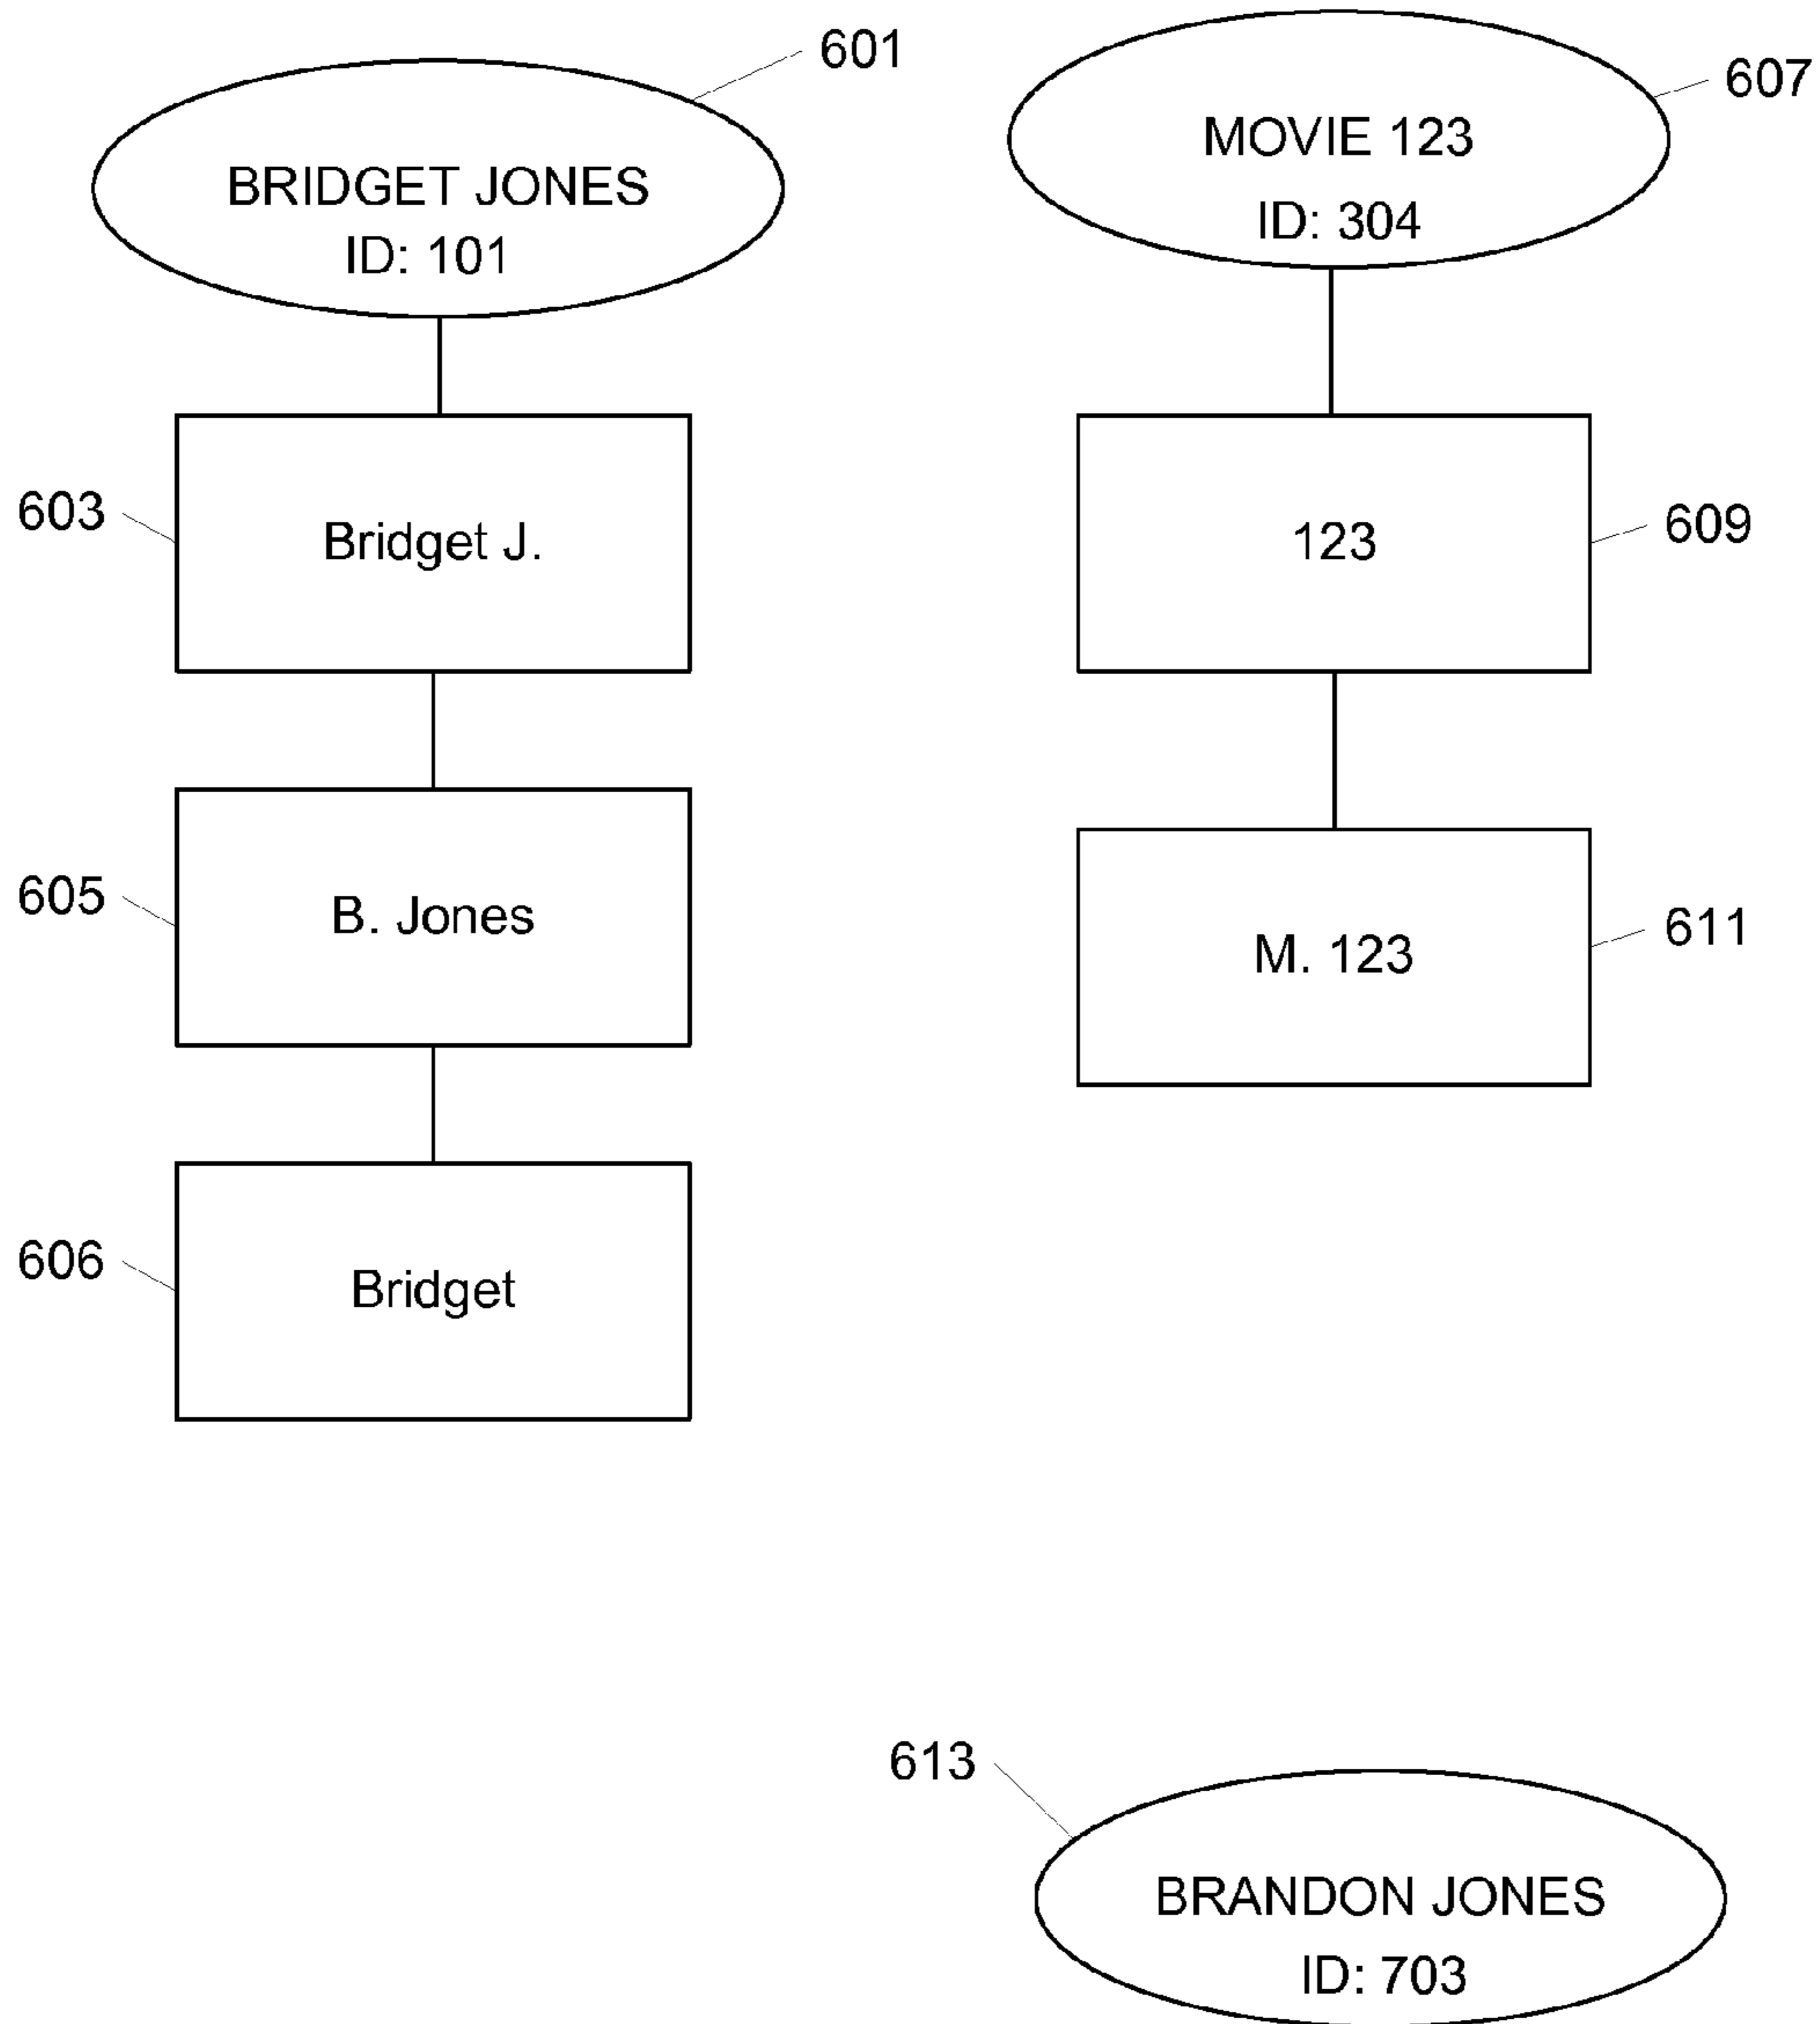 601
BRIDGET JONES
ID: 101
607
MOVIE 123
ID: 304
603
Bridget J.
123
609
605
B. Jones
M. 123
611
606
Bridget
613
BRANDON JONES
ID: 703